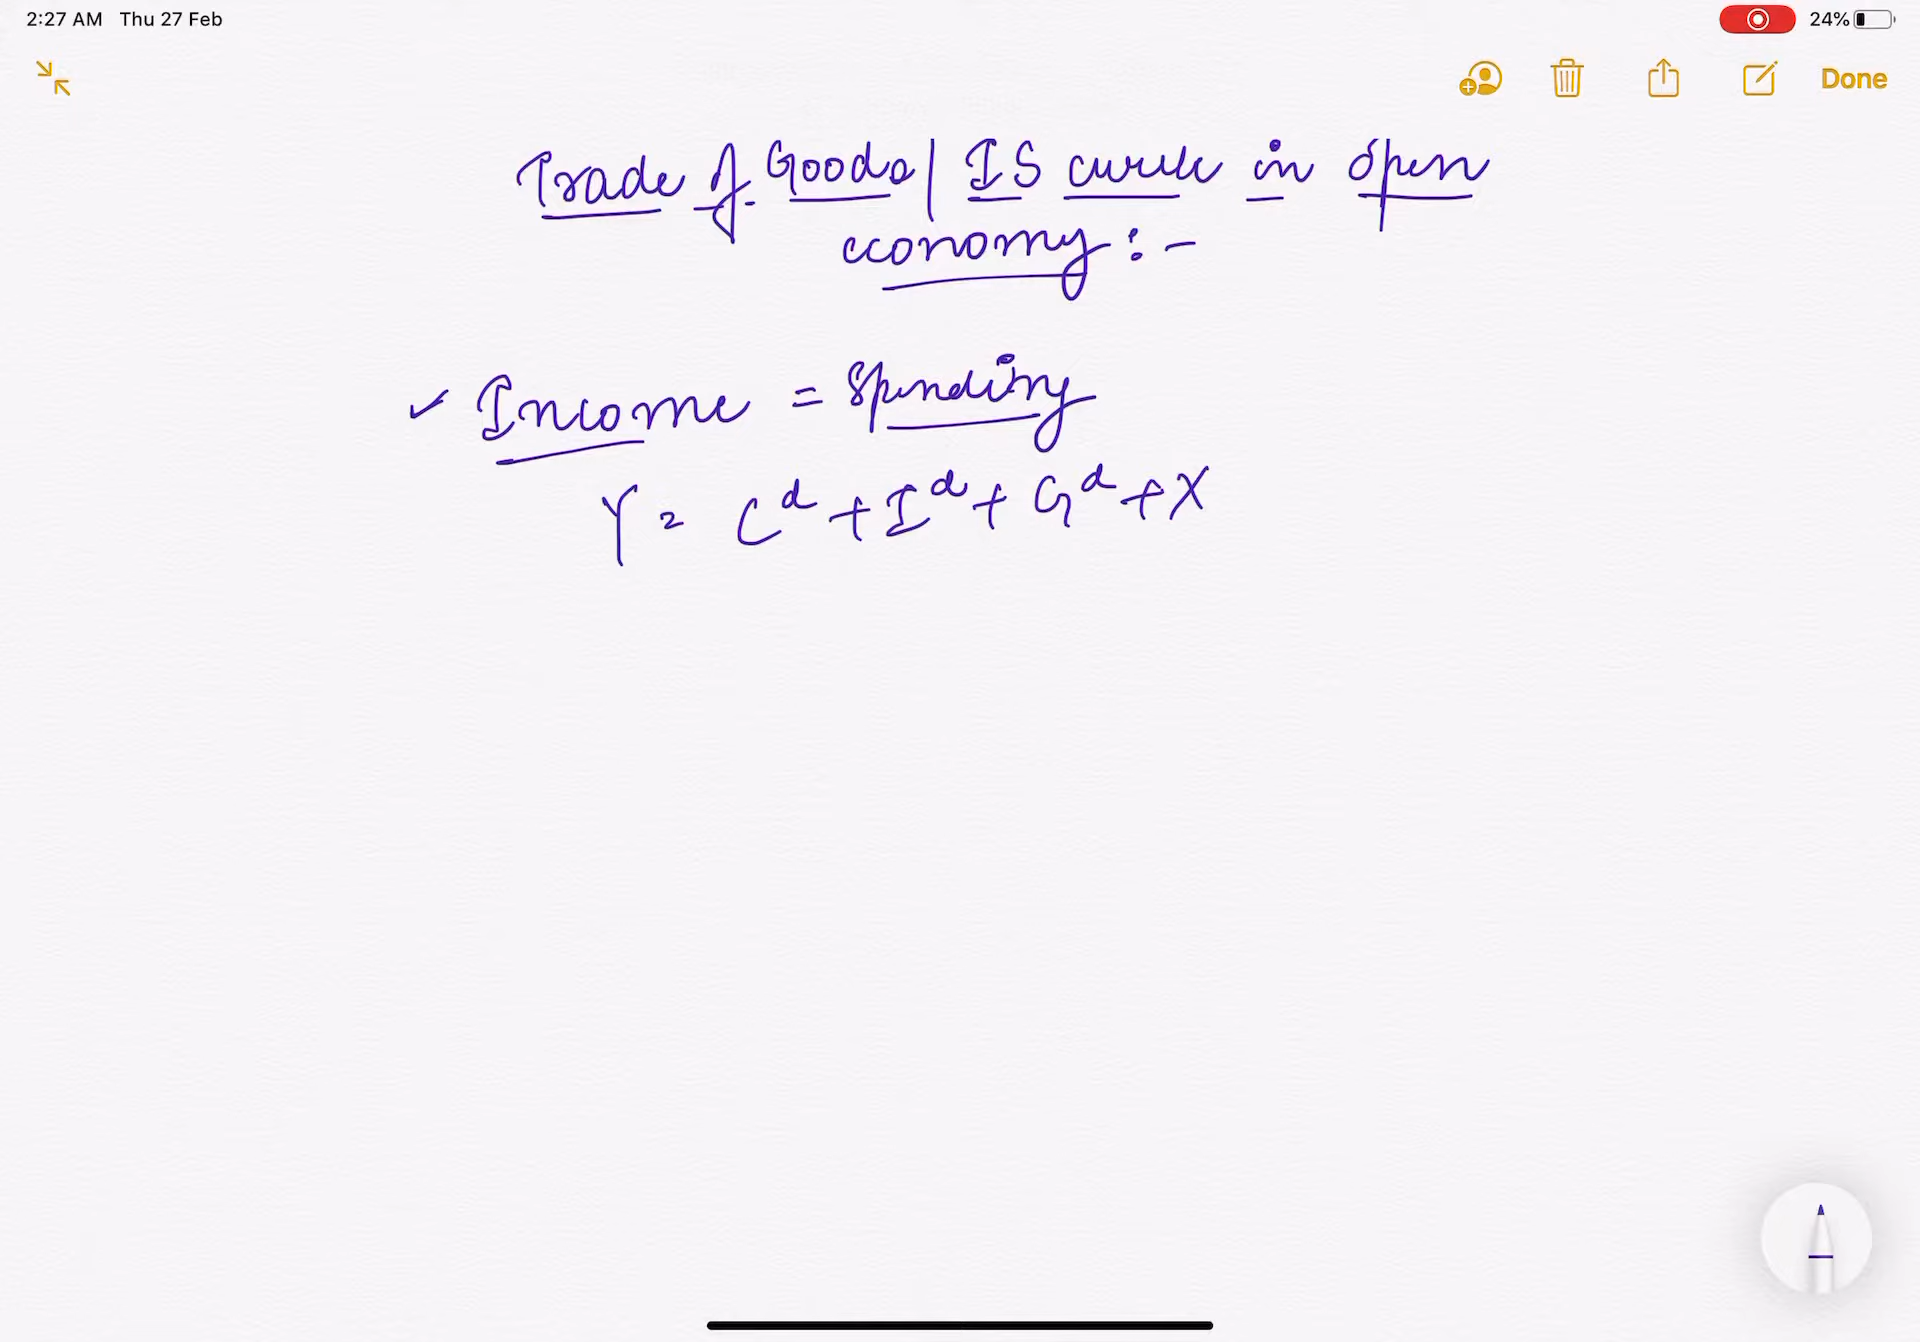 2:27 AM Thu 27 Feb
24%
Done
Trade of Goods | IS curve in open
economy :-
✓ Income = Spending
Y = C^d + I^d + G^d + X